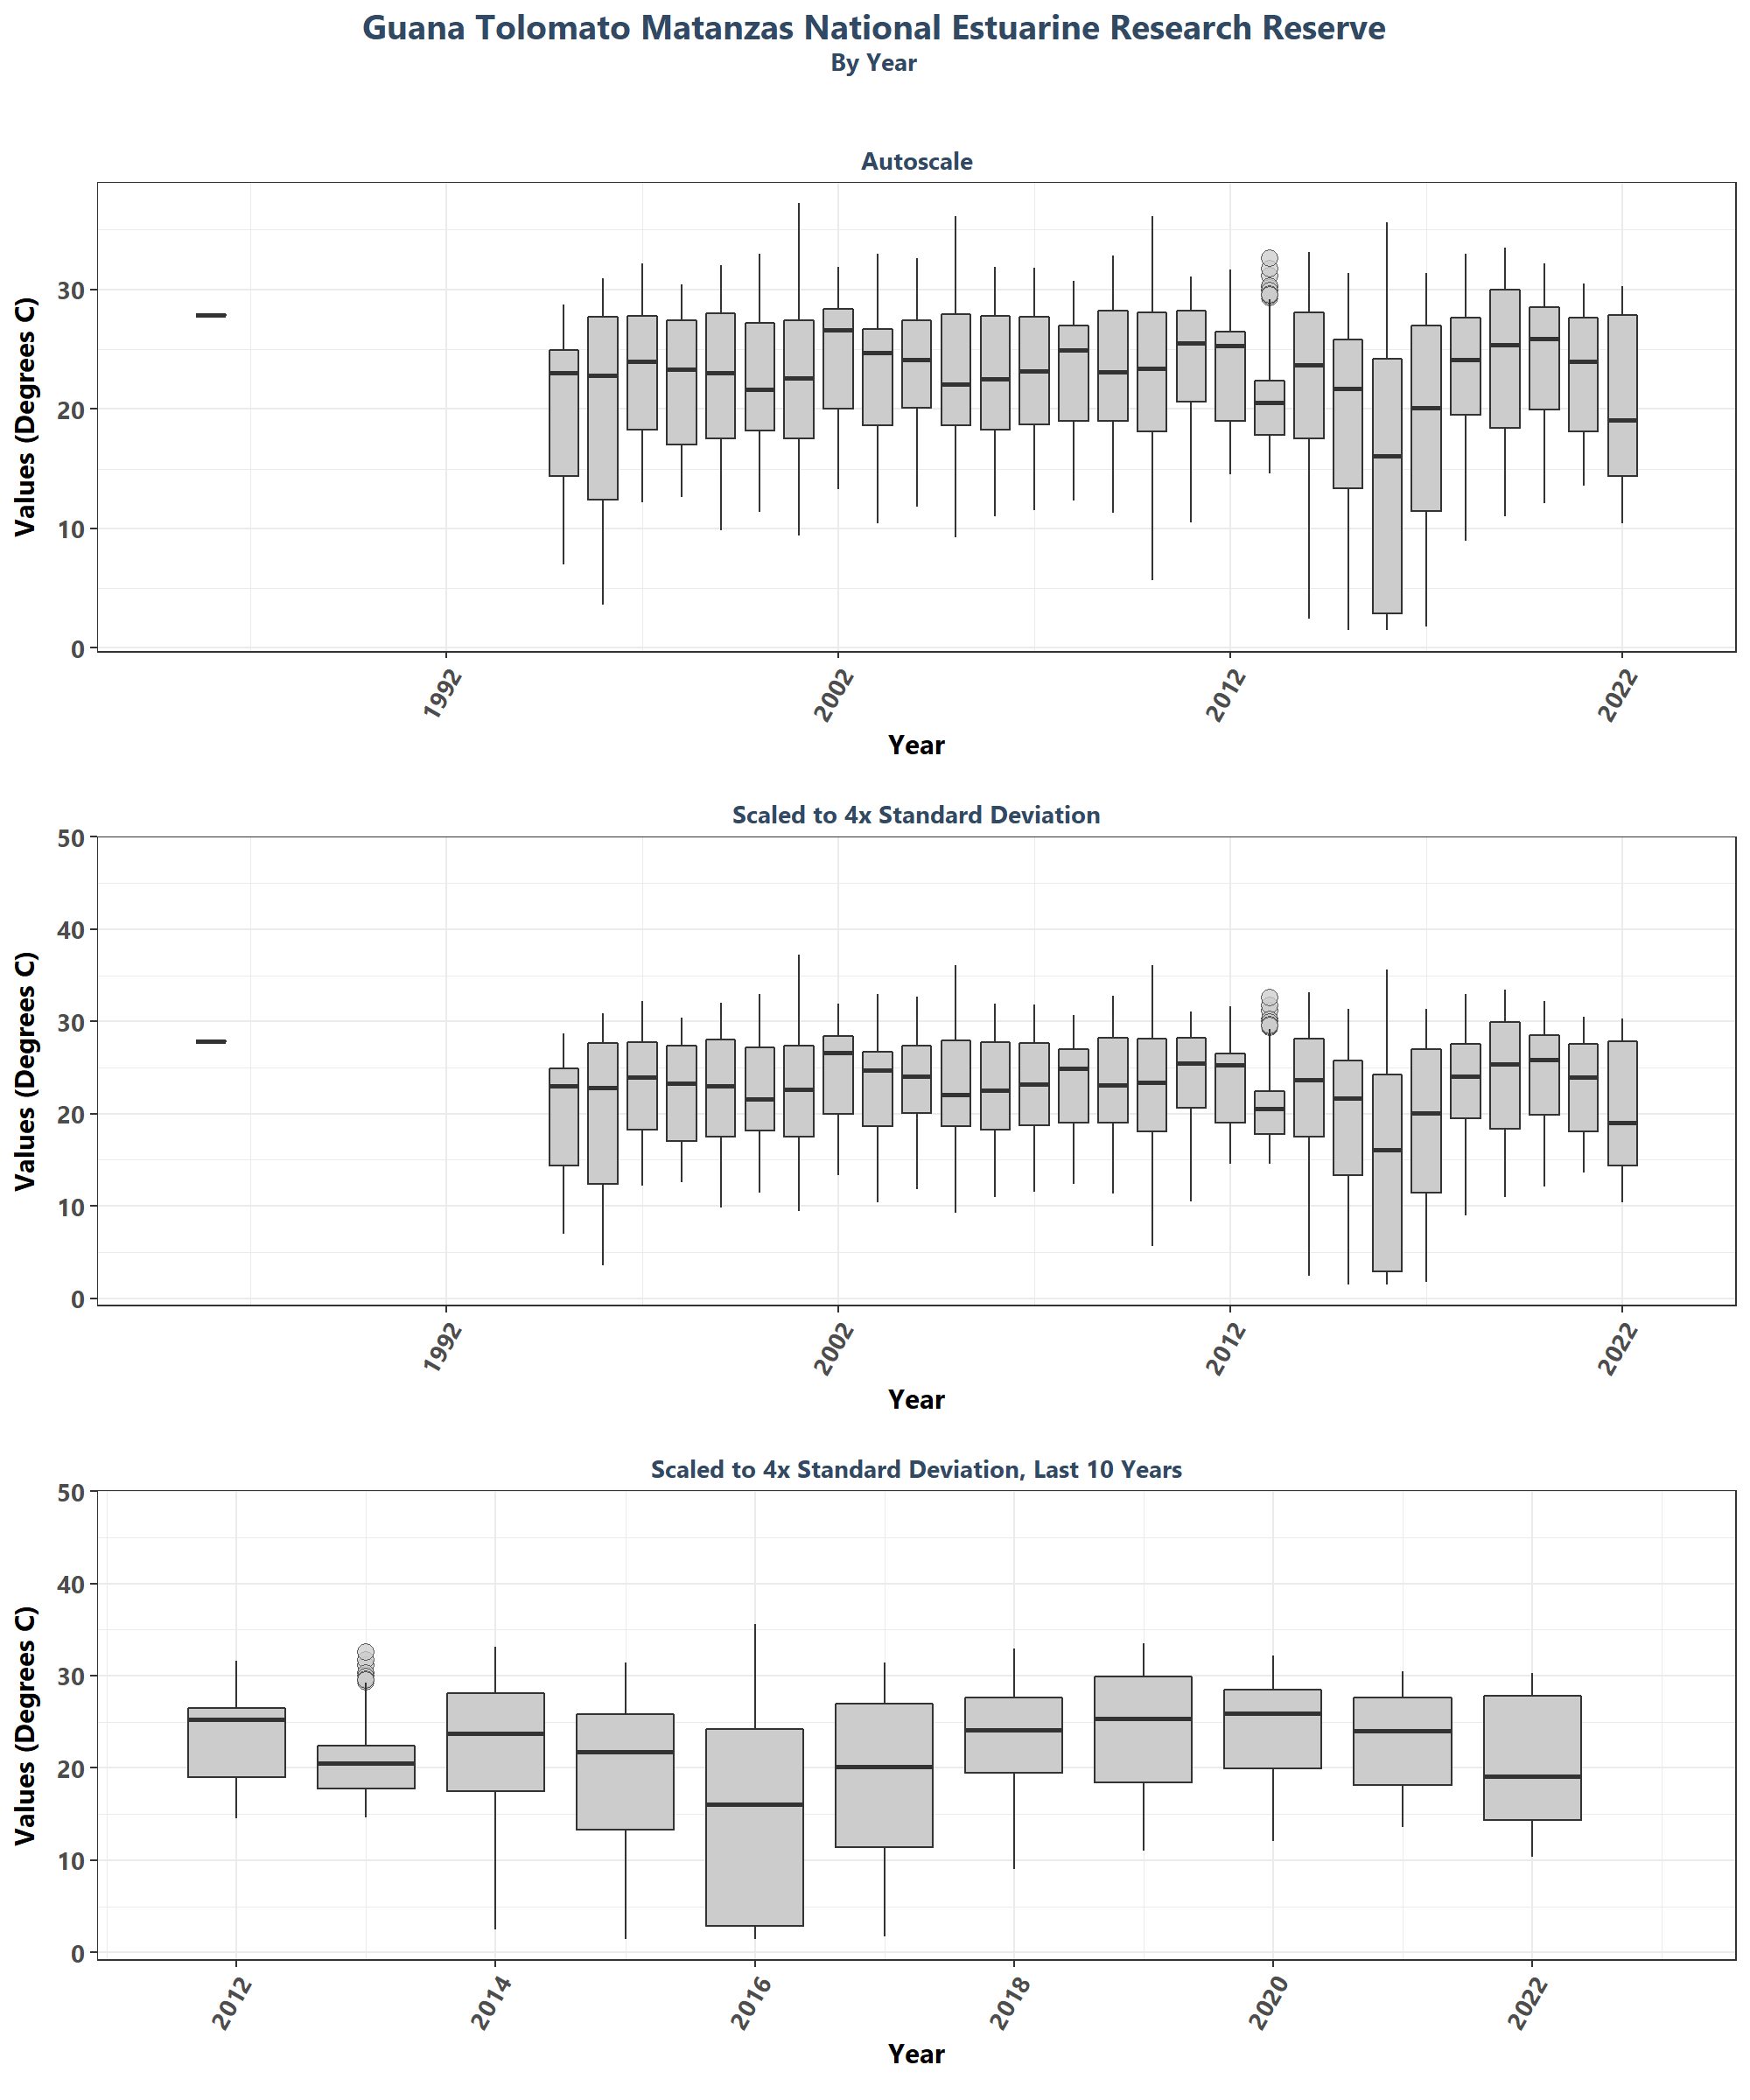 Guana Tolomato Matanzas National Estuarine Research Reserve
By Year
Autoscale
Values (Degrees C)
30
20
10
0
1992
2002
2012
2022
Year
Scaled to 4x Standard Deviation
Values (Degrees C)
50
40
30
20
10
0
1992
2002
2012
2022
Year
Scaled to 4x Standard Deviation, Last 10 Years
Values (Degrees C)
50
40
30
20
10
0
2012
2014
2016
2018
2020
2022
Year